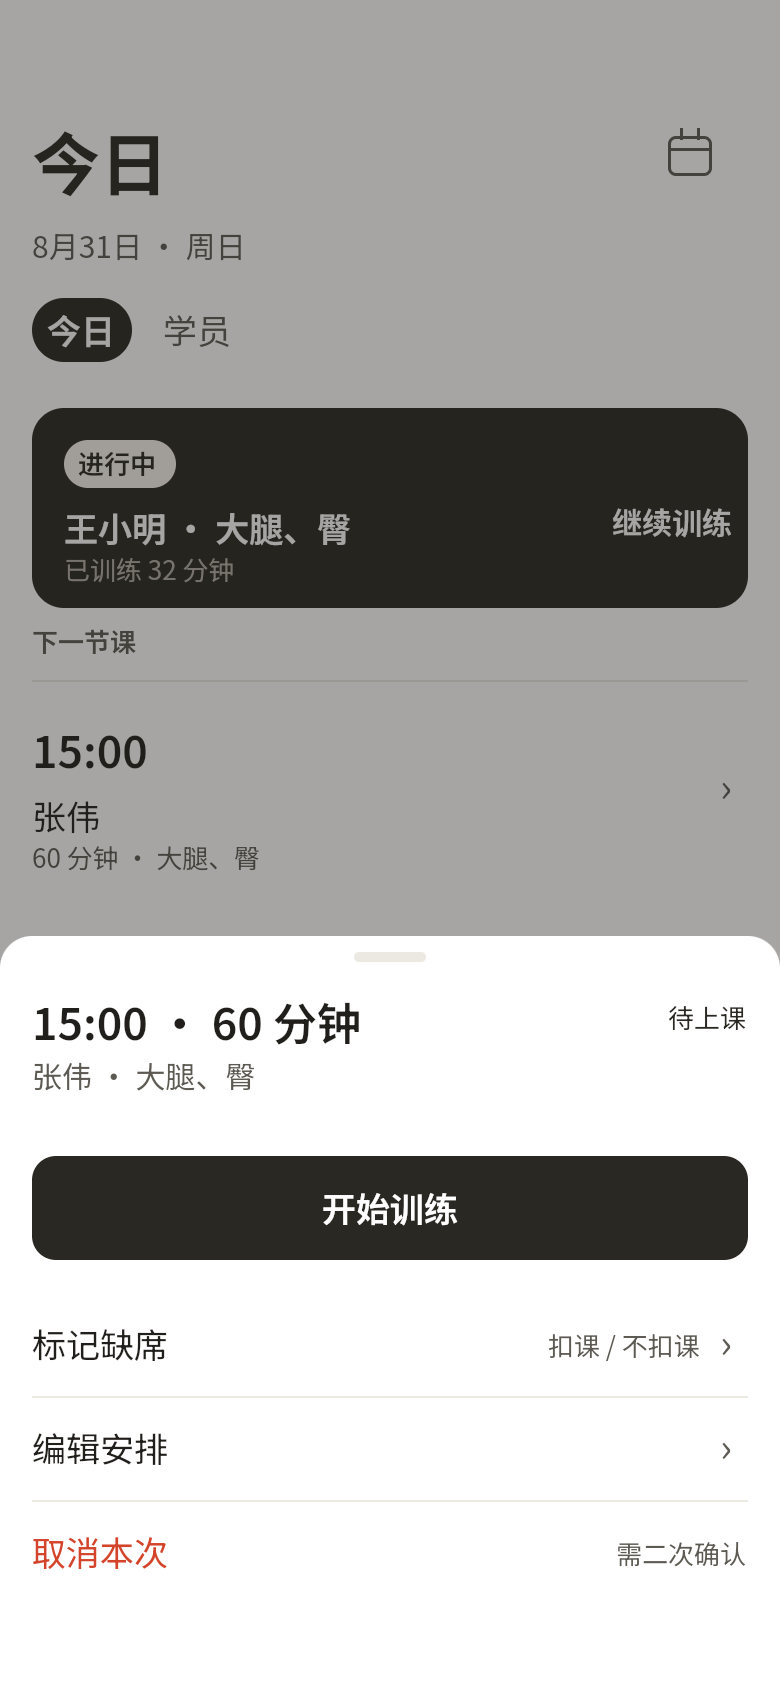 今日
8月31日 · 周日
今日 学员
进行中
王小明 · 大腿、臀
继续训练
已训练 32 分钟
下一节课
15:00
张伟
60 分钟 · 大腿、臀
15:00 · 60 分钟
待上课
张伟 · 大腿、臀
开始训练
标记缺席 扣课 / 不扣课 ›
编辑安排 ›
取消本次 需二次确认